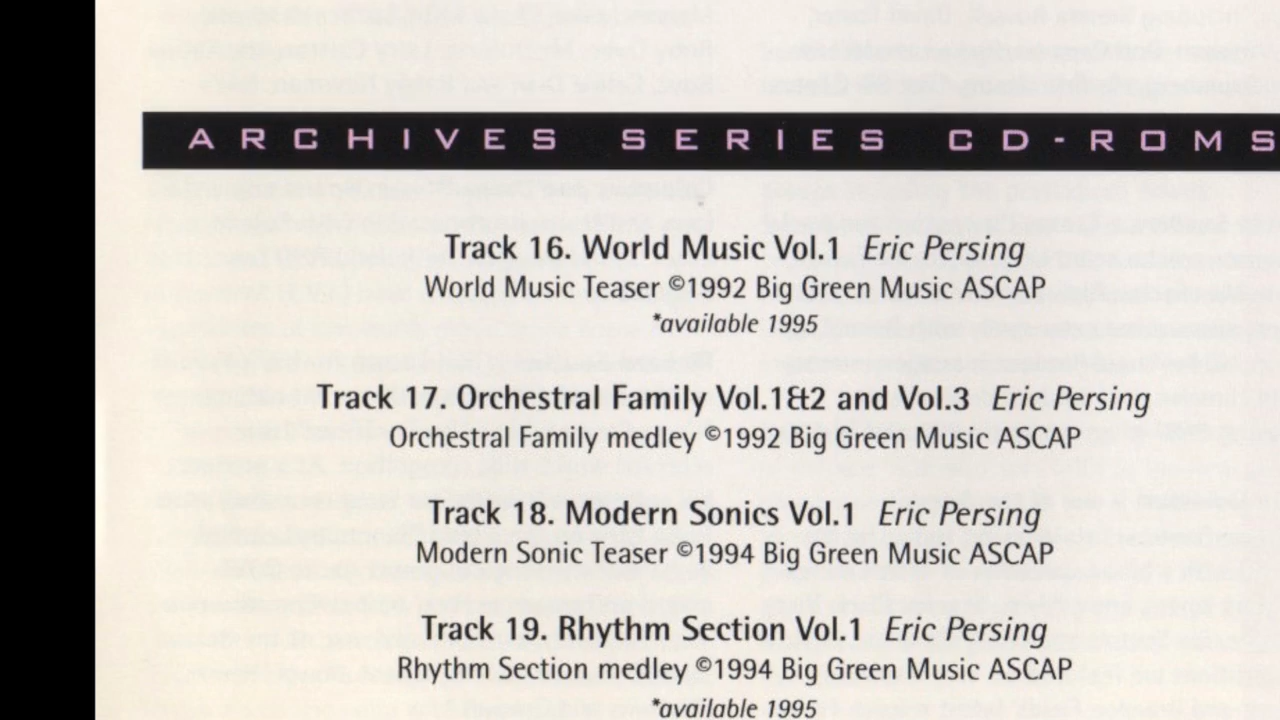 ARCHIVES SERIES CD-ROMS
Track 16. World Music Vol.1 Eric Persing
World Music Teaser ©1992 Big Green Music ASCAP
*available 1995
Track 17. Orchestral Family Vol.1&2 and Vol.3 Eric Persing
Orchestral Family medley ©1992 Big Green Music ASCAP
Track 18. Modern Sonics Vol.1 Eric Persing
Modern Sonic Teaser ©1994 Big Green Music ASCAP
Track 19. Rhythm Section Vol.1 Eric Persing
Rhythm Section medley ©1994 Big Green Music ASCAP
*available 1995